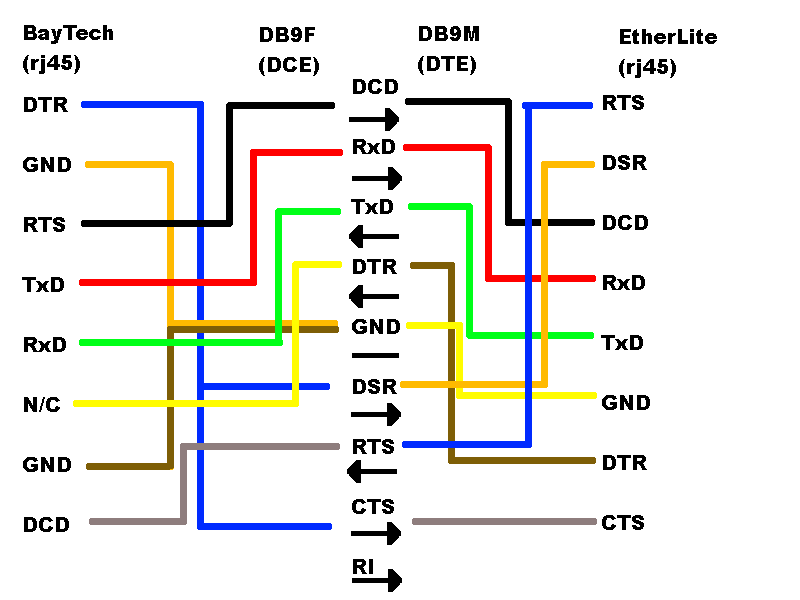 BayTech DB9F DB9M EtherLite
(rj45) (DCE) (DTE) (rj45)
DTR DCD RTS
GND RxD DSR
RTS TxD DCD
TxD DTR RxD
RxD GND TxD
N/C DSR GND
GND RTS DTR
DCD CTS CTS
RI